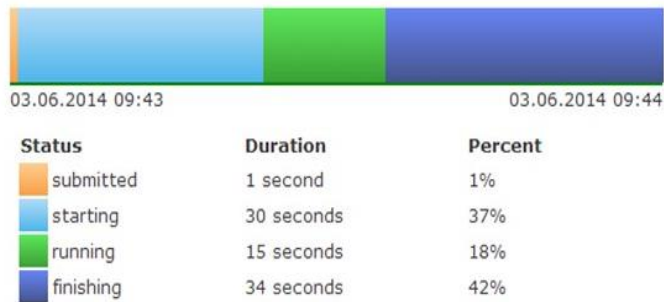 03.06.2014 09:43 03.06.2014 09:44
Status Duration Percent
submitted 1 second 1%
starting 30 seconds 37%
running 15 seconds 18%
finishing 34 seconds 42%